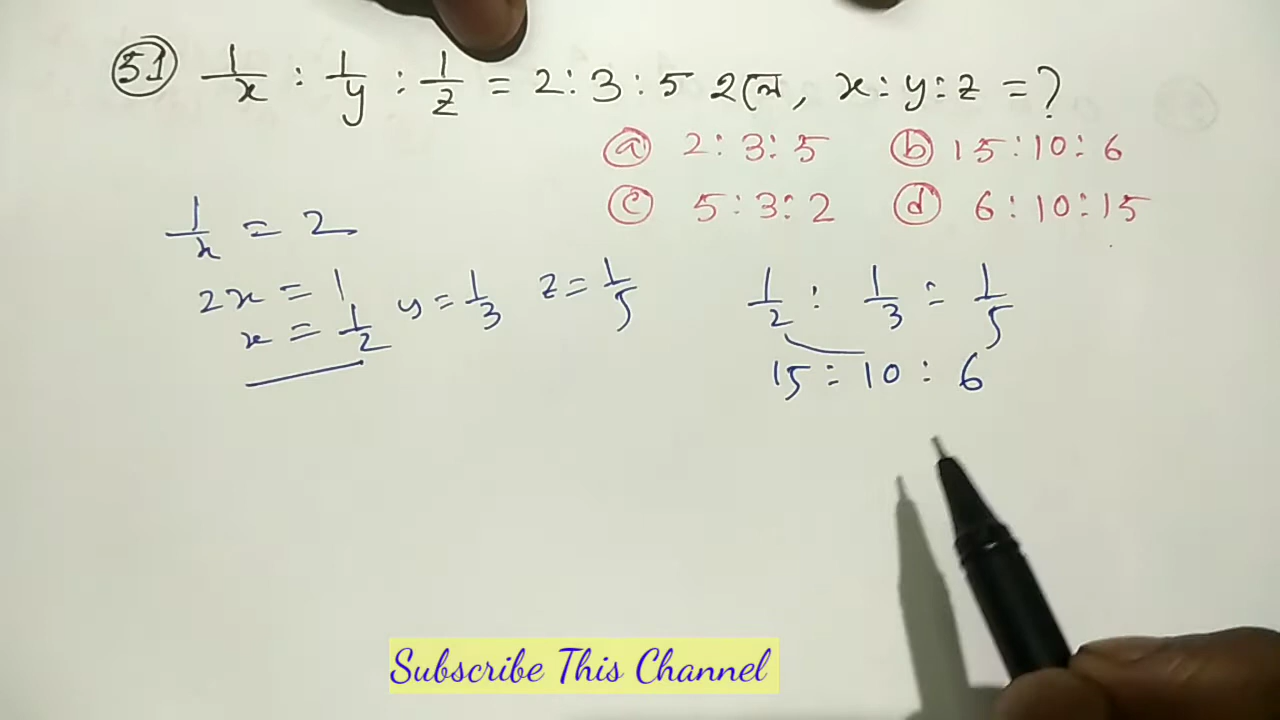 51 1/x : 1/y : 1/z = 2 : 3 : 5 হলে, x : y : z = ?
a 2 : 3 : 5 b 15 : 10 : 6
c 5 : 3 : 2 d 6 : 10 : 15
1/x = 2
2x = 1 y = 1/3 z = 1/5
x = 1/2
1/2 : 1/3 : 1/5
15 : 10 : 6
Subscribe This Channel